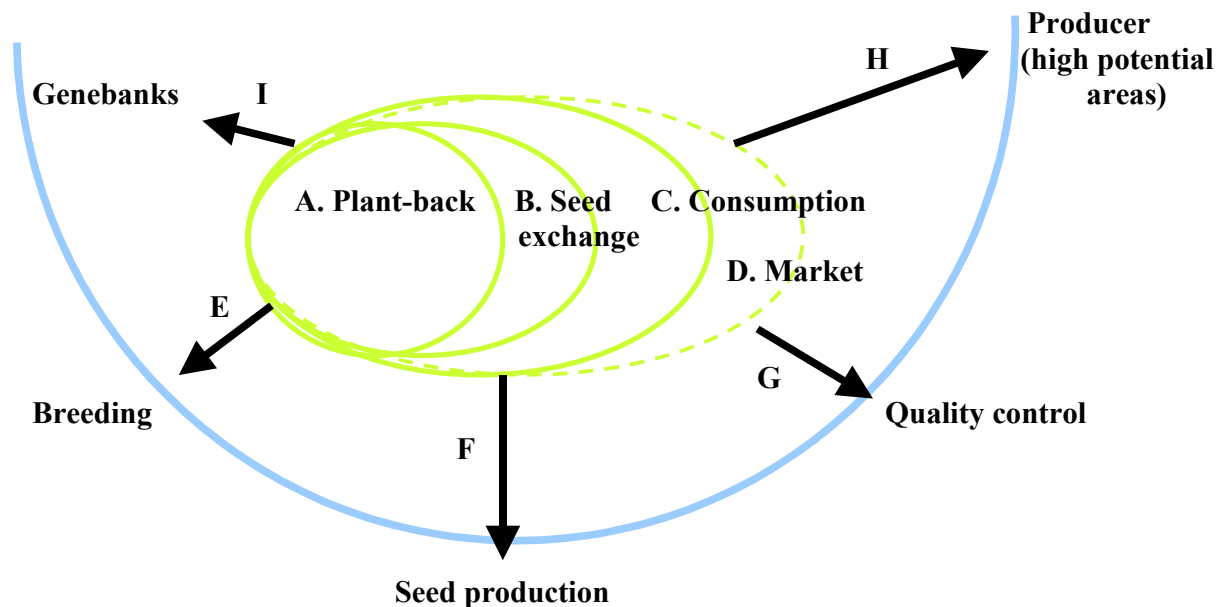 Producer
(high potential
areas)
H
Genebanks
I
A. Plant-back
B. Seed
exchange
C. Consumption
D. Market
E
G
Breeding
F
Quality control
Seed production